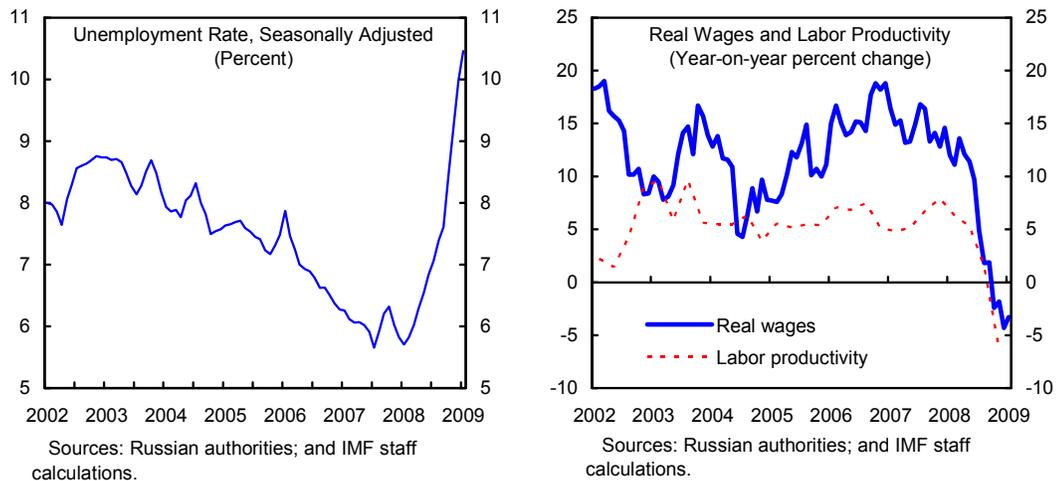 Unemployment Rate, Seasonally Adjusted
(Percent)
11
10
9
8
7
6
5
11
10
9
8
7
6
5
2002 2003 2004 2005 2006 2007 2008 2009
Sources: Russian authorities; and IMF staff
calculations.
Real Wages and Labor Productivity
(Year-on-year percent change)
25
20
15
10
5
0
-5
-10
25
20
15
10
5
0
-5
-10
Real wages
Labor productivity
2002 2003 2004 2005 2006 2007 2008 2009
Sources: Russian authorities; and IMF staff
calculations.